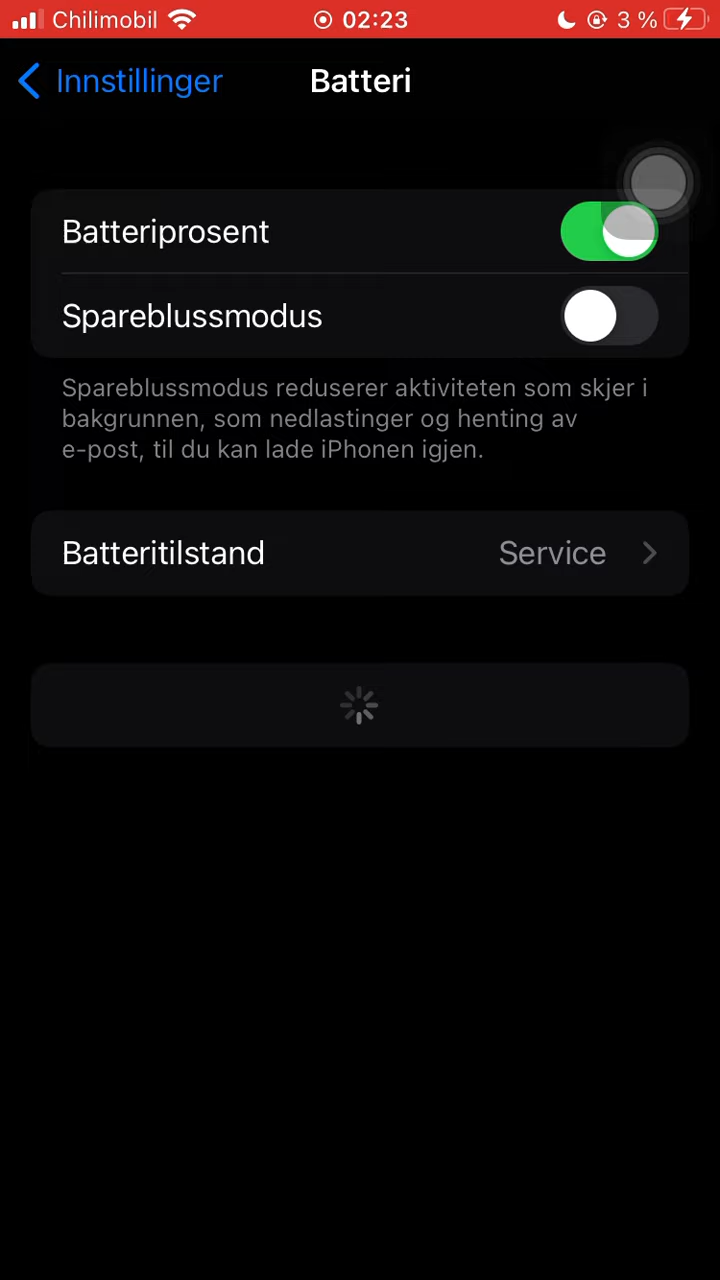 Chilimobil 02:23 3 %
Innstillinger Batteri
Batteriprosent
Spareblussmodus
Spareblussmodus reduserer aktiviteten som skjer i
bakgrunnen, som nedlastinger og henting av
e-post, til du kan lade iPhonen igjen.
Batteritilstand Service